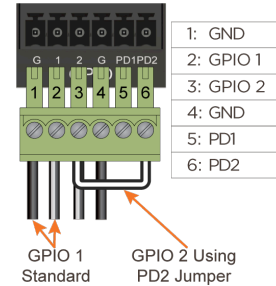 G 1 2 G PD1 PD2
1 2 3 4 5 6
1: GND
2: GPIO 1
3: GPIO 2
4: GND
5: PD1
6: PD2
GPIO 1
Standard
GPIO 2 Using
PD2 Jumper